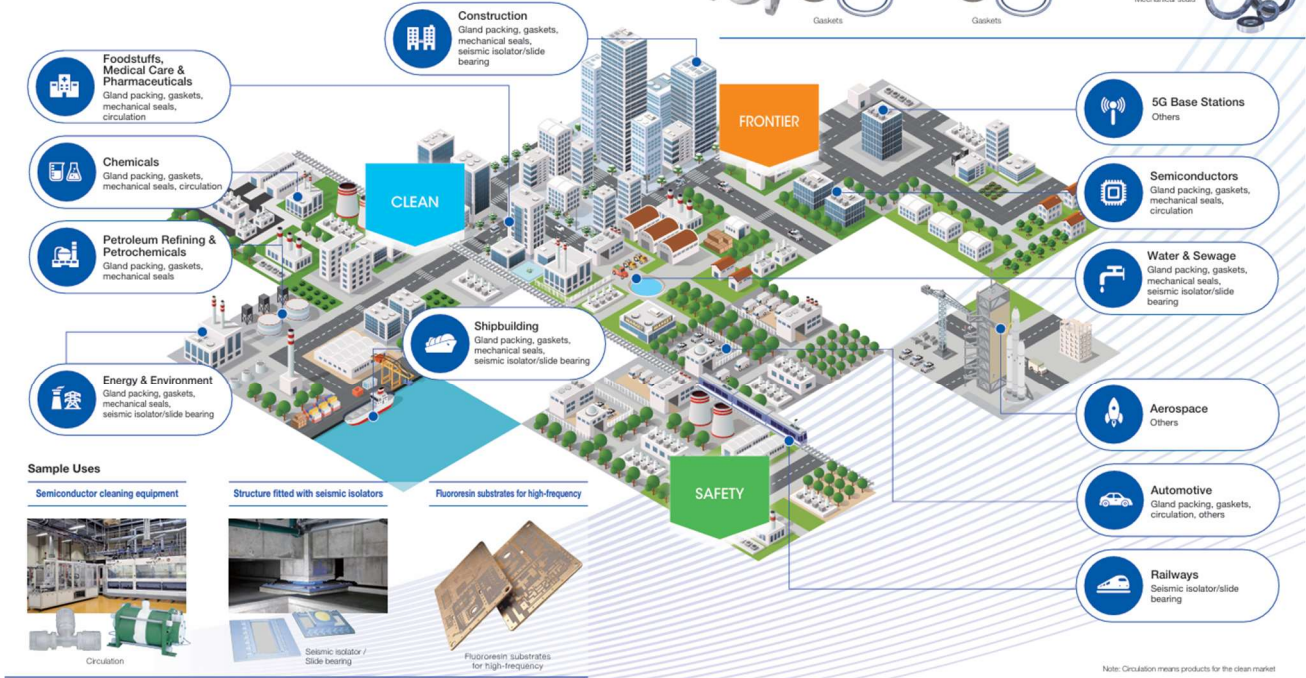 Gaskets
Gaskets
Mechanical seals
Construction
Gland packing, gaskets,
mechanical seals,
seismic isolator/slide
bearing
Foodstuffs,
Medical Care &
Pharmaceuticals
Gland packing, gaskets,
mechanical seals,
circulation
Chemicals
Gland packing, gaskets,
mechanical seals, circulation
Petroleum Refining &
Petrochemicals
Gland packing, gaskets,
mechanical seals
Energy & Environment
Gland packing, gaskets,
mechanical seals,
seismic isolator/slide bearing
Shipbuilding
Gland packing, gaskets,
mechanical seals,
seismic isolator/slide bearing
CLEAN
FRONTIER
SAFETY
5G Base Stations
Others
Semiconductors
Gland packing, gaskets,
mechanical seals,
circulation
Water & Sewage
Gland packing, gaskets,
mechanical seals,
seismic isolator/slide
bearing
Aerospace
Others
Automotive
Gland packing, gaskets,
circulation, others
Railways
Seismic isolator/slide
bearing
Sample Uses
Semiconductor cleaning equipment
Structure fitted with seismic isolators
Fluororesin substrates for high-frequency
Circulation
Seismic isolator /
Slide bearing
Fluororesin substrates
for high-frequency
Note: Circulation means products for the clean market